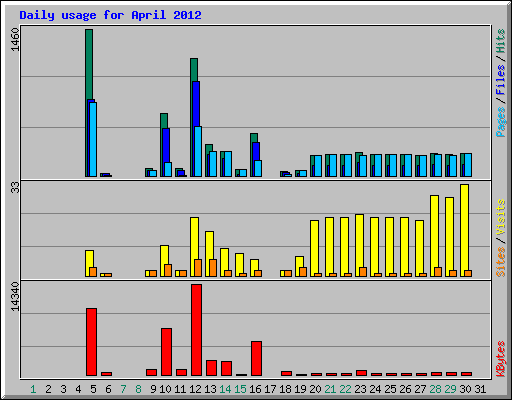 Daily usage for April 2012
1460
Pages / Files / Hits
33
Sites / Visits
14340
KBytes
1 2 3 4 5 6 7 8 9 10 11 12 13 14 15 16 17 18 19 20 21 22 23 24 25 26 27 28 29 30 31